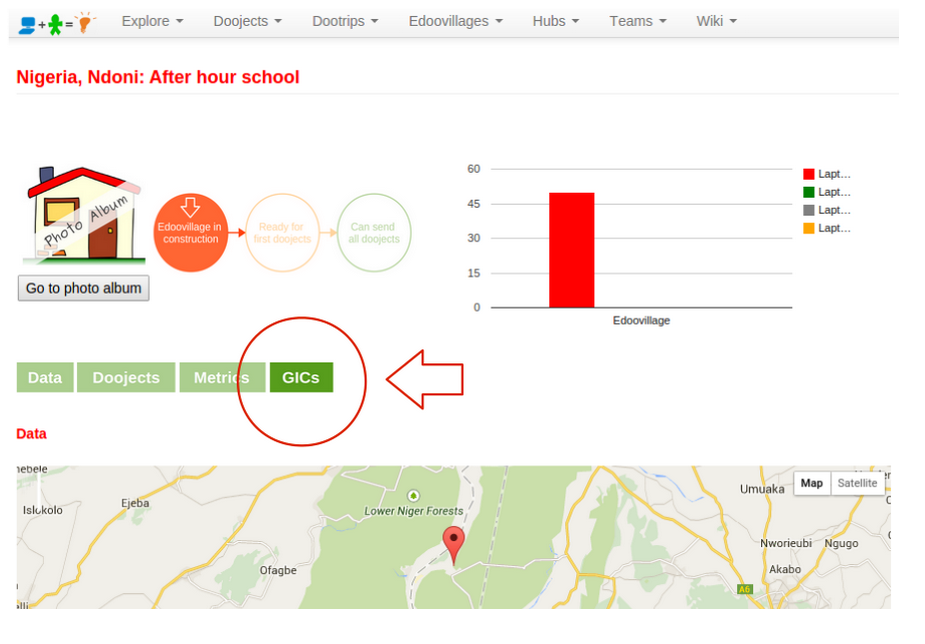 Explore Doojects Dootrips Edoovillages Hubs Teams Wiki
Nigeria, Ndoni: After hour school
Photo Album
Go to photo album
Edoovillage in
construction
Ready for
first doojects
Can send
all doojects
60
45
30
15
0
Edoovillage
Lapt...
Lapt...
Lapt...
Lapt...
Data Doojects Metrics GICs
Data
Ejeba
Lower Niger Forests
Ofagbe
Umuaka
Map Satellite
Nworieubi Ngugo
Akabo
A6